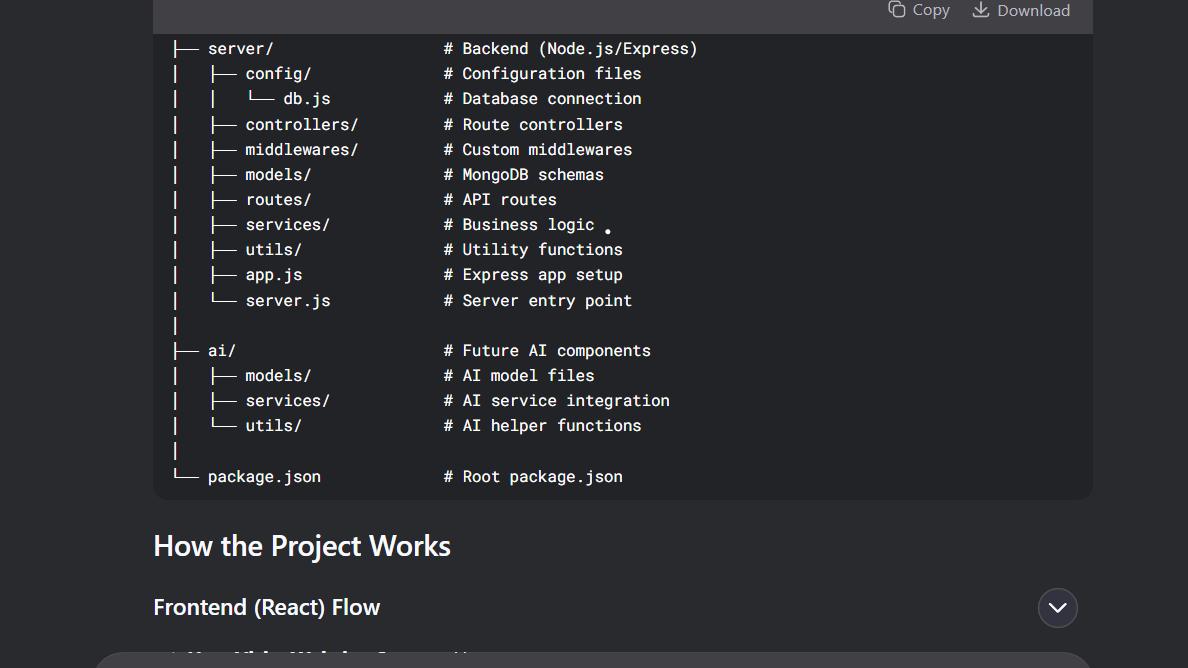 Copy Download
├── server/                # Backend (Node.js/Express)
│   ├── config/            # Configuration files
│   │   └── db.js          # Database connection
│   ├── controllers/       # Route controllers
│   ├── middlewares/       # Custom middlewares
│   ├── models/            # MongoDB schemas
│   ├── routes/            # API routes
│   ├── services/          # Business logic
│   ├── utils/             # Utility functions
│   ├── app.js             # Express app setup
│   └── server.js          # Server entry point
│
├── ai/                    # Future AI components
│   ├── models/            # AI model files
│   ├── services/          # AI service integration
│   └── utils/             # AI helper functions
│
└── package.json           # Root package.json
How the Project Works
Frontend (React) Flow